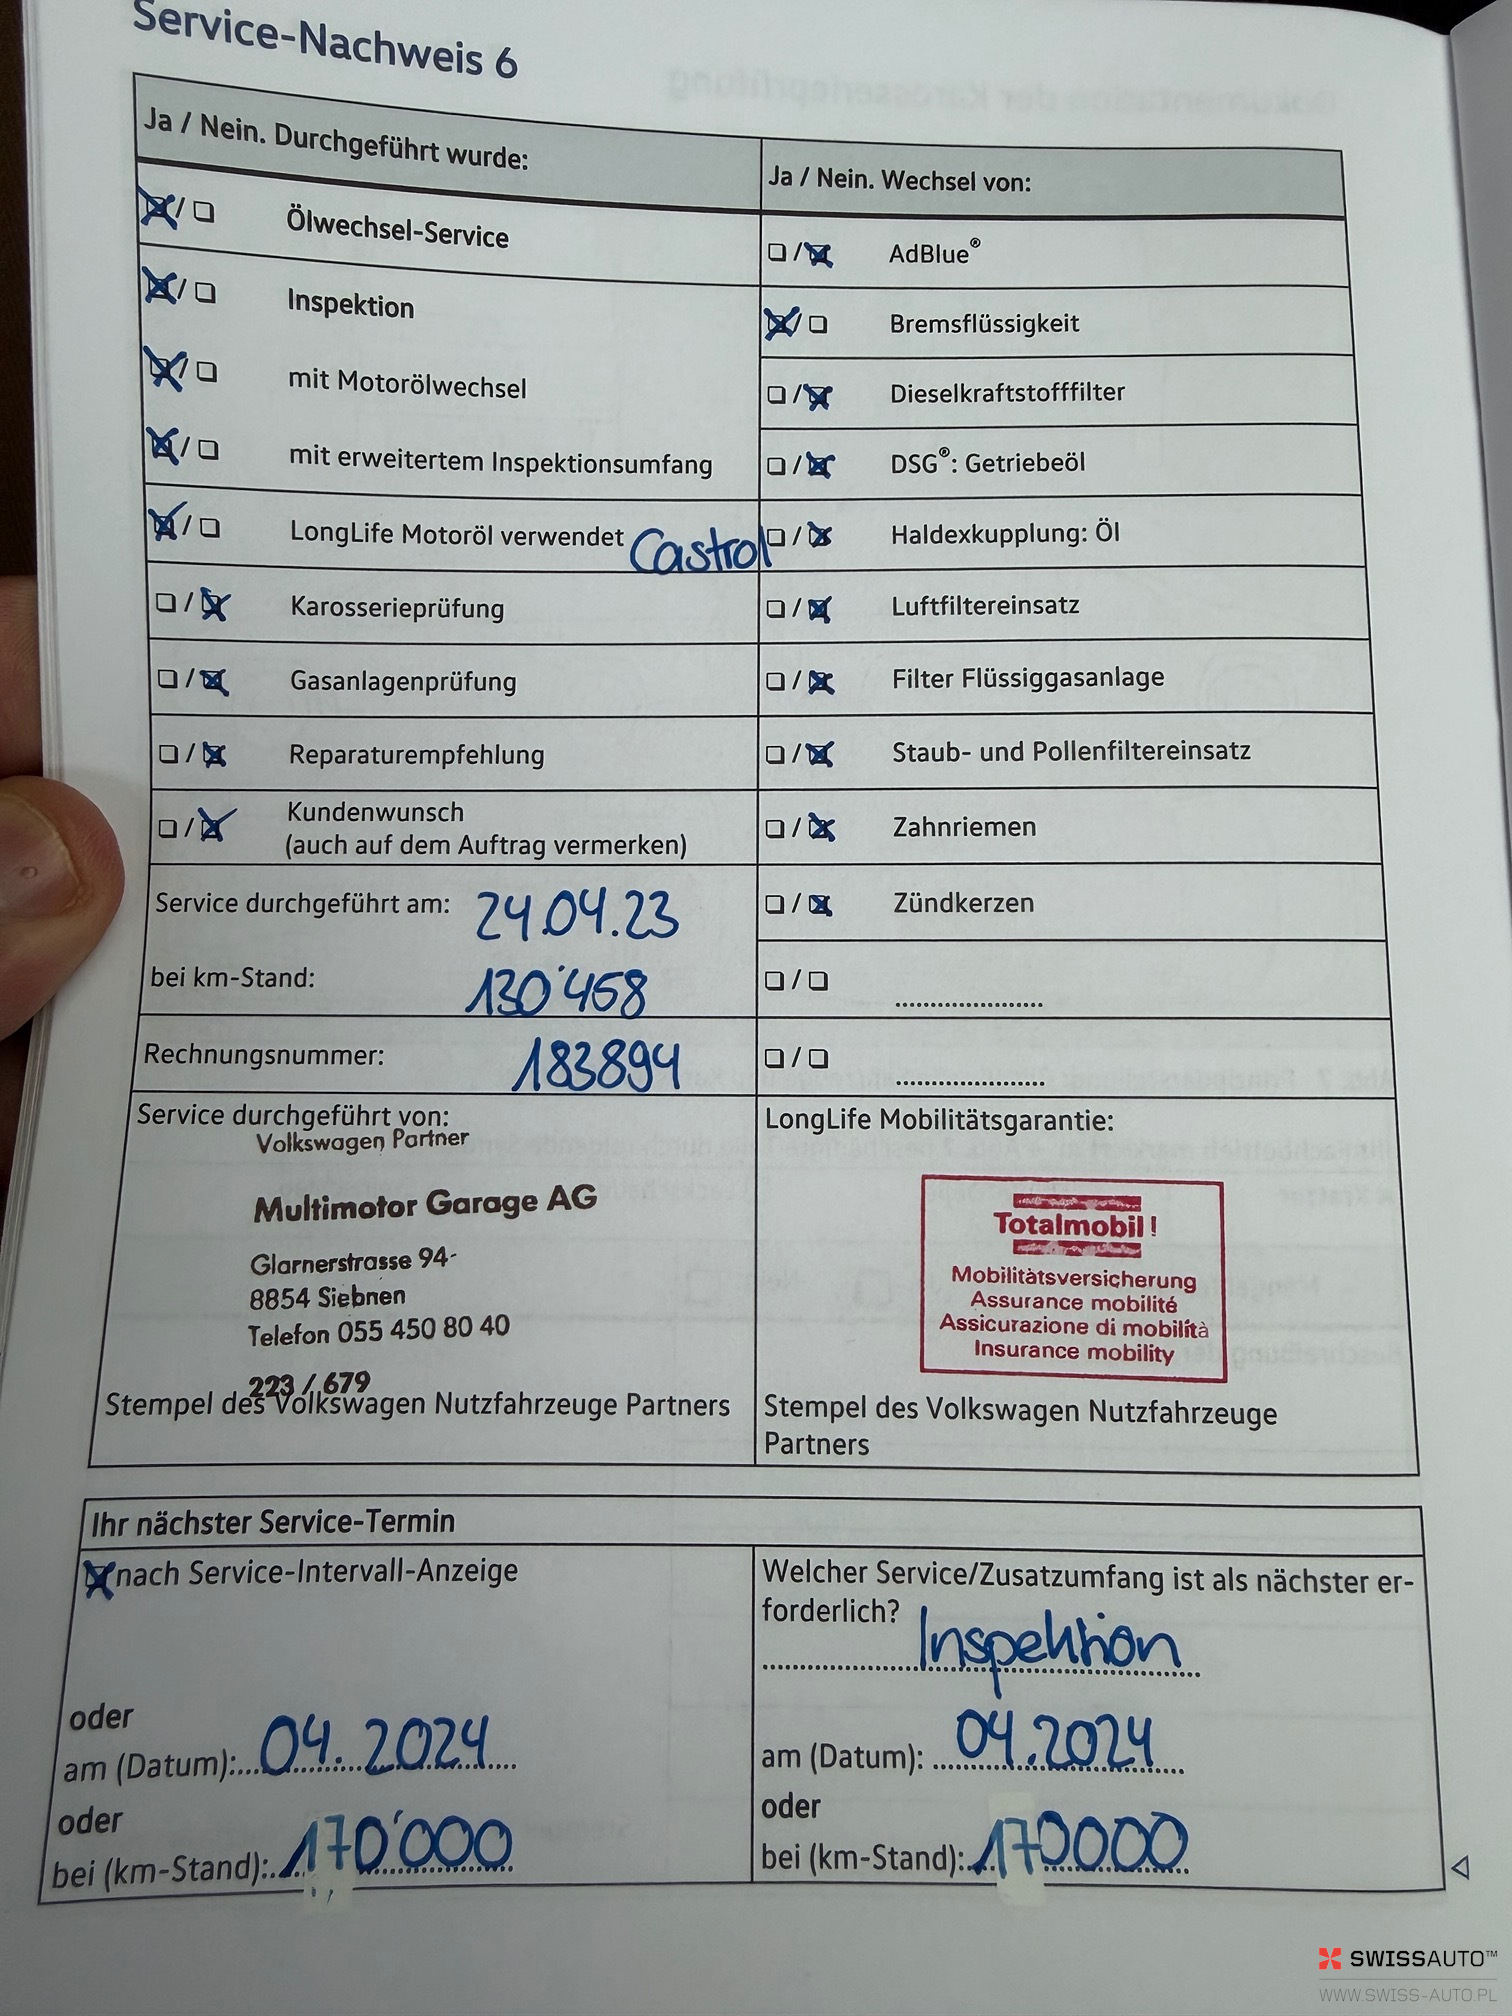 Service-Nachweis 6
Ja / Nein. Durchgeführt wurde:
Ölwechsel-Service
Inspektion
mit Motorölwechsel
mit erweitertem Inspektionsumfang
LongLife Motoröl verwendet Castrol
Karosserieprüfung
Gasanlagenprüfung
Reparaturempfehlung
Kundenwunsch
(auch auf dem Auftrag vermerken)
Service durchgeführt am: 24.04.23
bei km-Stand: 130'458
Rechnungsnummer: 183894
Service durchgeführt von:
Volkswagen Partner
Multimotor Garage AG
Glarnerstrasse 94
8854 Siebnen
Telefon 055 450 80 40
223 / 679
Stempel des Volkswagen Nutzfahrzeuge Partners
Ja / Nein. Wechsel von:
AdBlue®
Bremsflüssigkeit
Dieselkraftstofffilter
DSG®: Getriebeöl
Haldexkupplung: Öl
Luftfiltereinsatz
Filter Flüssiggasanlage
Staub- und Pollenfiltereinsatz
Zahnriemen
Zündkerzen
LongLife Mobilitätsgarantie:
Totalmobil !
Mobilitätsversicherung
Assurance mobilité
Assicurazione di mobilità
Insurance mobility
Stempel des Volkswagen Nutzfahrzeuge
Partners
Ihr nächster Service-Termin
nach Service-Intervall-Anzeige
oder
am (Datum): 04.2024
oder
bei (km-Stand): 170'000
Welcher Service/Zusatzumfang ist als nächster er-
forderlich?
Inspektion
am (Datum): 04.2024
oder
bei (km-Stand): 170000
SWISSAUTO™
WWW.SWISS-AUTO.PL